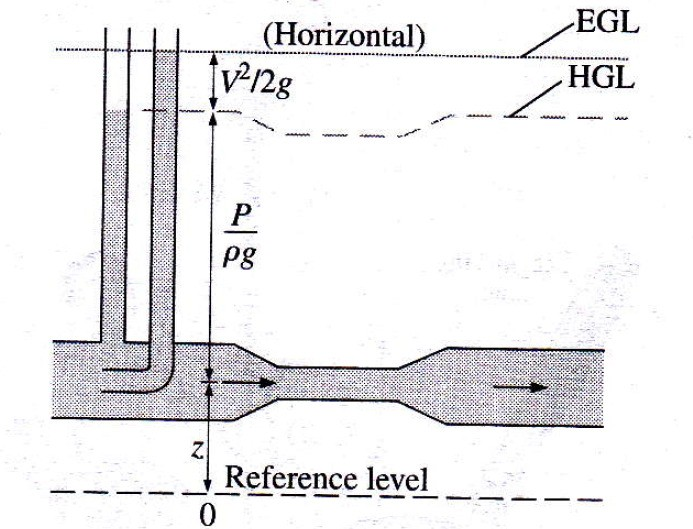 (Horizontal)
EGL
V²/2g
HGL
P
ρg
z
Reference level
0